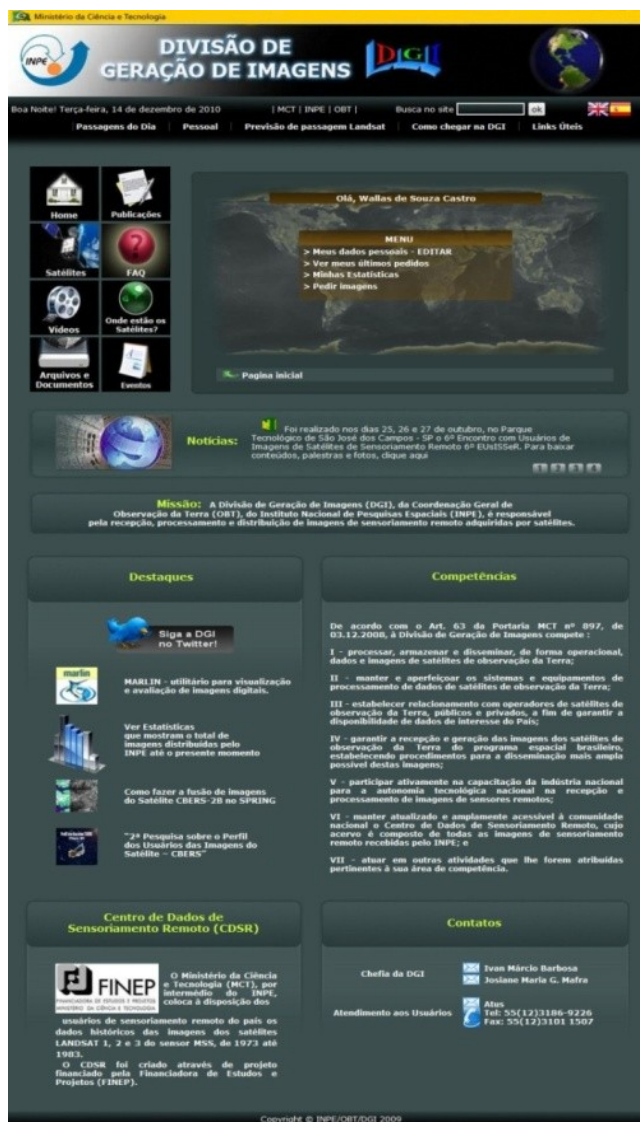 Ministério da Ciência e Tecnologia
INPE
DIVISÃO DE
GERAÇÃO DE IMAGENS
DGI
Boa Noite! Terça-feira, 14 de dezembro de 2010
| MCT | INPE | OBT |
Busca no site
ok
Passagens do Dia
Pessoal
Previsão de passagem Landsat
Como chegar na DGI
Links Úteis
Home
Publicações
Satélites
FAQ
Vídeos
Onde estão os
Satélites?
Arquivos e
Documentos
Eventos
Olá, Wallas de Souza Castro
MENU
> Meus dados pessoais - EDITAR
> Ver meus últimos pedidos
> Minhas Estatísticas
> Pedir imagens
Pagina inicial
Notícias:
Foi realizado nos dias 25, 26 e 27 de outubro, no Parque
Tecnológico de São José dos Campos - SP o 6º Encontro com Usuários de
Imagens de Satélites de Sensoriamento Remoto 6º EUsISSeR. Para baixar
conteúdos, palestras e fotos, clique aqui
1 2 3 4
Missão: A Divisão de Geração de Imagens (DGI), da Coordenação Geral de
Observação da Terra (OBT), do Instituto Nacional de Pesquisas Espaciais (INPE), é responsável
pela recepção, processamento e distribuição de imagens de sensoriamento remoto adquiridas por satélites.
Destaques
Siga a DGI
no Twitter!
marlin
MARLIN - utilitário para visualização
e avaliação de imagens digitais.
Ver Estatísticas
que mostram o total de
imagens distribuídas pelo
INPE até o presente momento
Como fazer a fusão de imagens
do Satélite CBERS-2B no SPRING
"2ª Pesquisa sobre o Perfil
dos Usuários das Imagens do
Satélite – CBERS"
Competências
De acordo com o Art. 63 da Portaria MCT nº 897, de
03.12.2008, à Divisão de Geração de Imagens compete :
I - processar, armazenar e disseminar, de forma operacional,
dados e imagens de satélites de observação da Terra;
II - manter e aperfeiçoar os sistemas e equipamentos de
processamento de dados de satélites de observação da Terra;
III - estabelecer relacionamento com operadores de satélites de
observação da Terra, públicos e privados, a fim de garantir a
disponibilidade de dados de interesse do País;
IV - garantir a recepção e geração das imagens dos satélites de
observação da Terra do programa espacial brasileiro,
estabelecendo procedimentos para a disseminação mais ampla
possível destas imagens;
V - participar ativamente na capacitação da indústria nacional
para a autonomia tecnológica nacional na recepção e
processamento de imagens de sensores remotos;
VI - manter atualizado e amplamente acessível à comunidade
nacional o Centro de Dados de Sensoriamento Remoto, cujo
acervo é composto de todas as imagens de sensoriamento
remoto recebidas pelo INPE; e
VII - atuar em outras atividades que lhe forem atribuídas
pertinentes à sua área de competência.
Centro de Dados de
Sensoriamento Remoto (CDSR)
FINEP
FINANCIADORA DE ESTUDOS E PROJETOS
MINISTÉRIO DA CIÊNCIA E TECNOLOGIA
O Ministério da Ciência
e Tecnologia (MCT), por
intermédio do INPE,
coloca à disposição dos
usuários de sensoriamento remoto do país os
dados históricos das imagens dos satélites
LANDSAT 1, 2 e 3 do sensor MSS, de 1973 até
1983.
O CDSR foi criado através de projeto
financiado pela Financiadora de Estudos e
Projetos (FINEP).
Contatos
Chefia da DGI
Ivan Márcio Barbosa
Josiane Maria G. Mafra
Atendimento aos Usuários
Atus
Tel: 55(12)3186-9226
Fax: 55(12)3101 1507
Copyright © INPE/OBT/DGI 2009